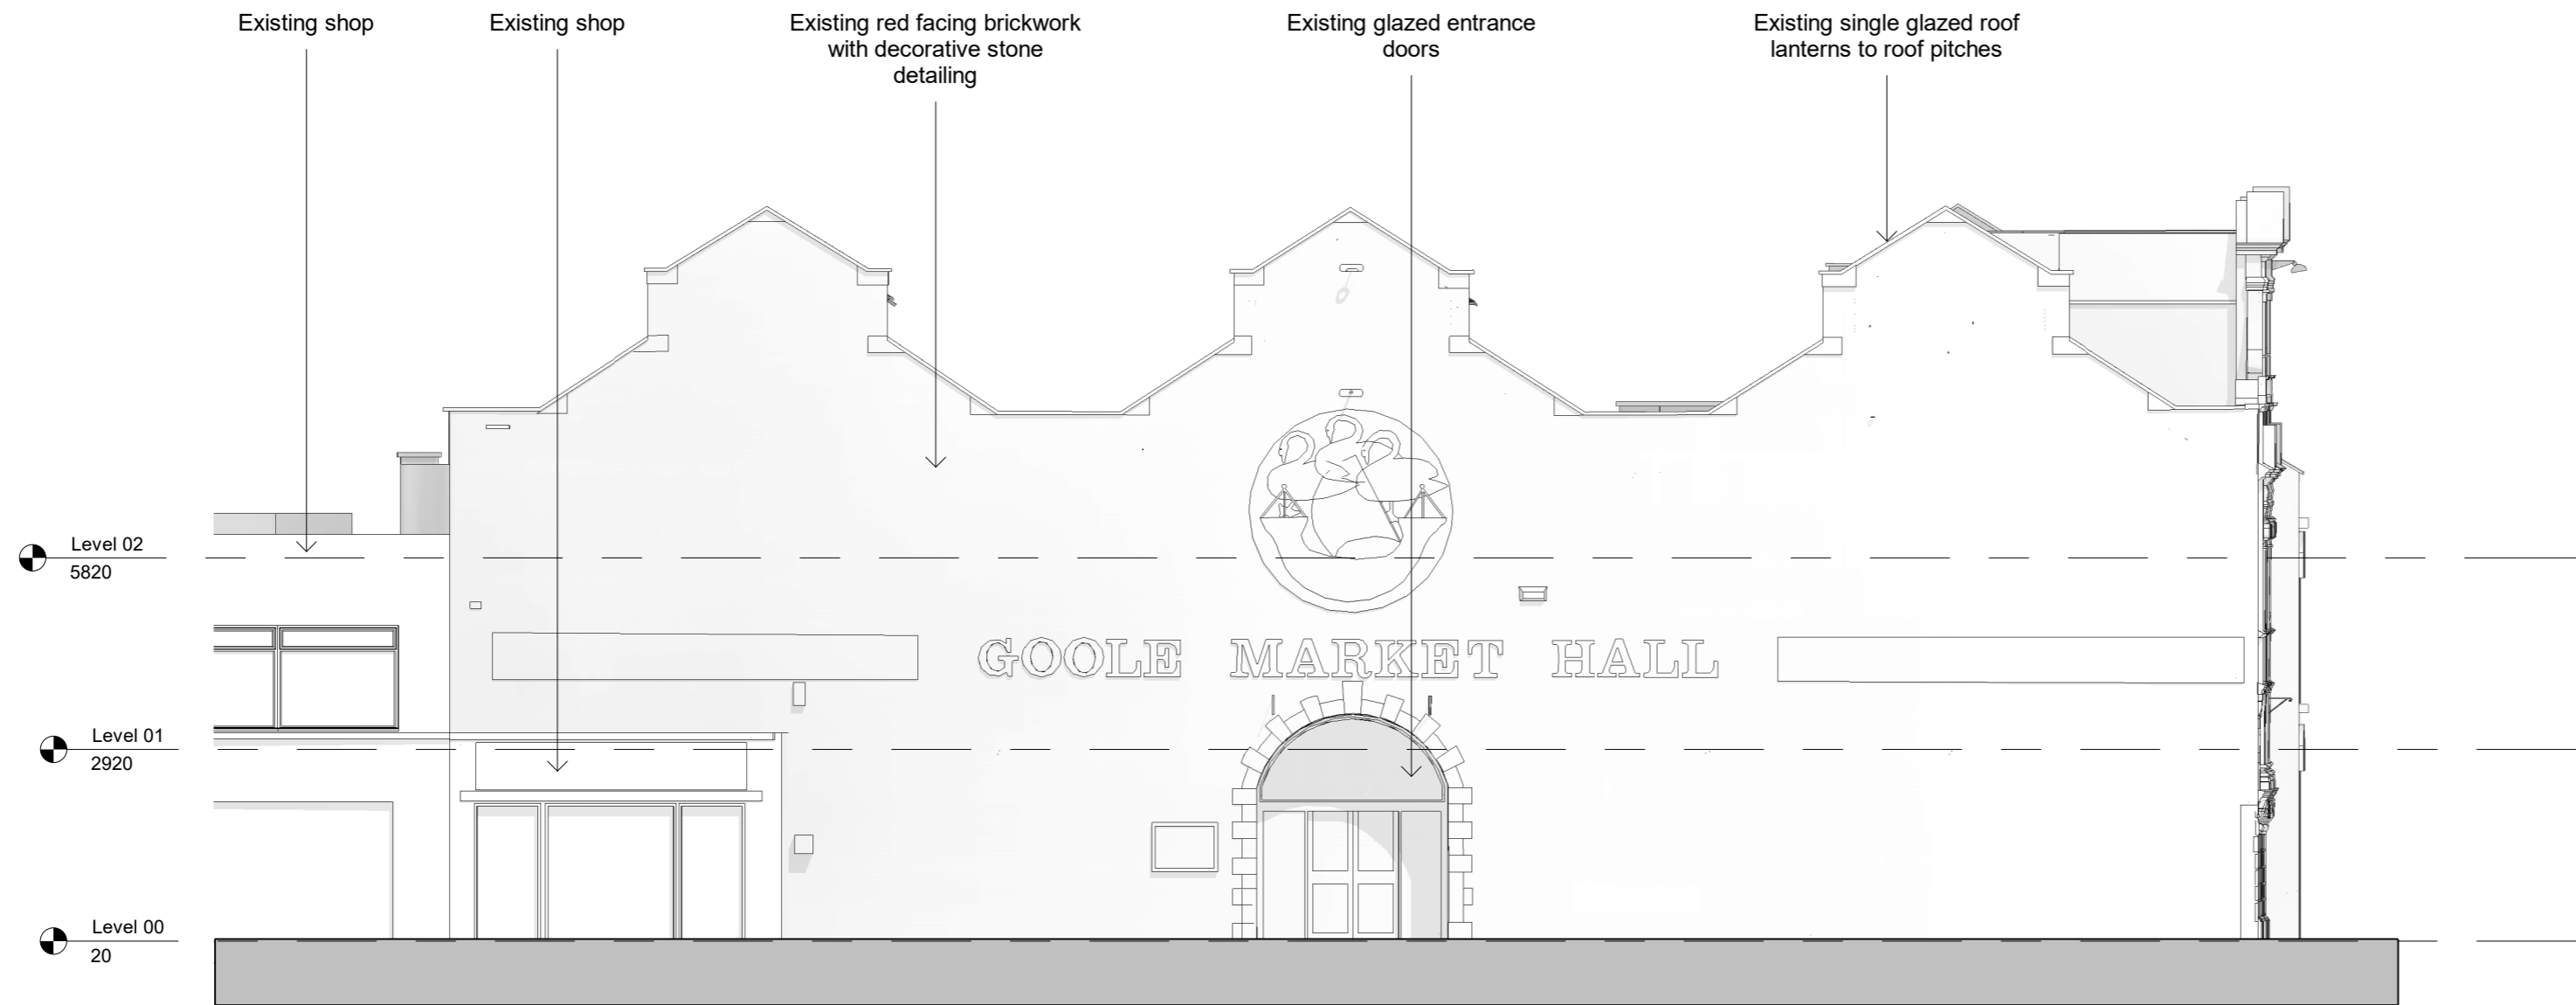 Existing shop
Existing shop
Existing red facing brickwork
with decorative stone
detailing
Existing glazed entrance
doors
Existing single glazed roof
lanterns to roof pitches
Level 02
5820
GOOLE MARKET HALL
Level 01
2920
Level 00
20